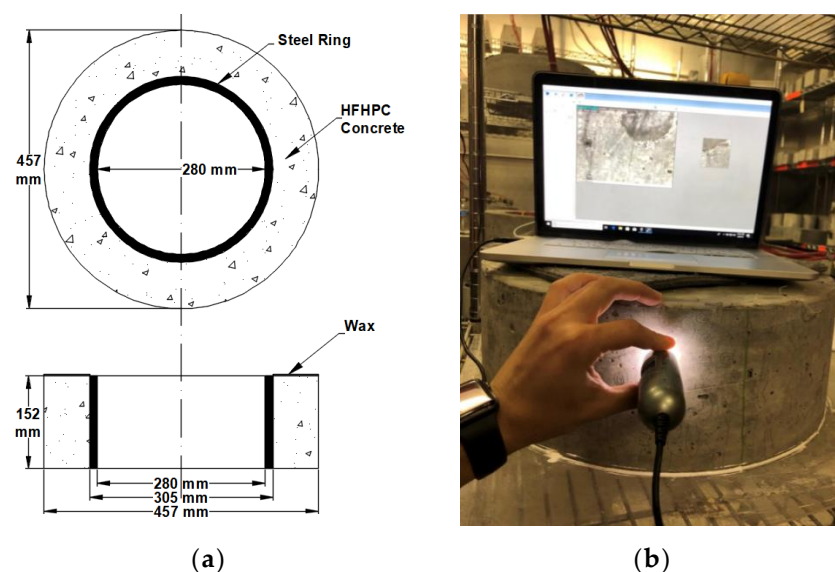 Steel Ring
HFHPC
Concrete
457
mm
280 mm
Wax
152
mm
280 mm
305 mm
457 mm
(a)
(b)